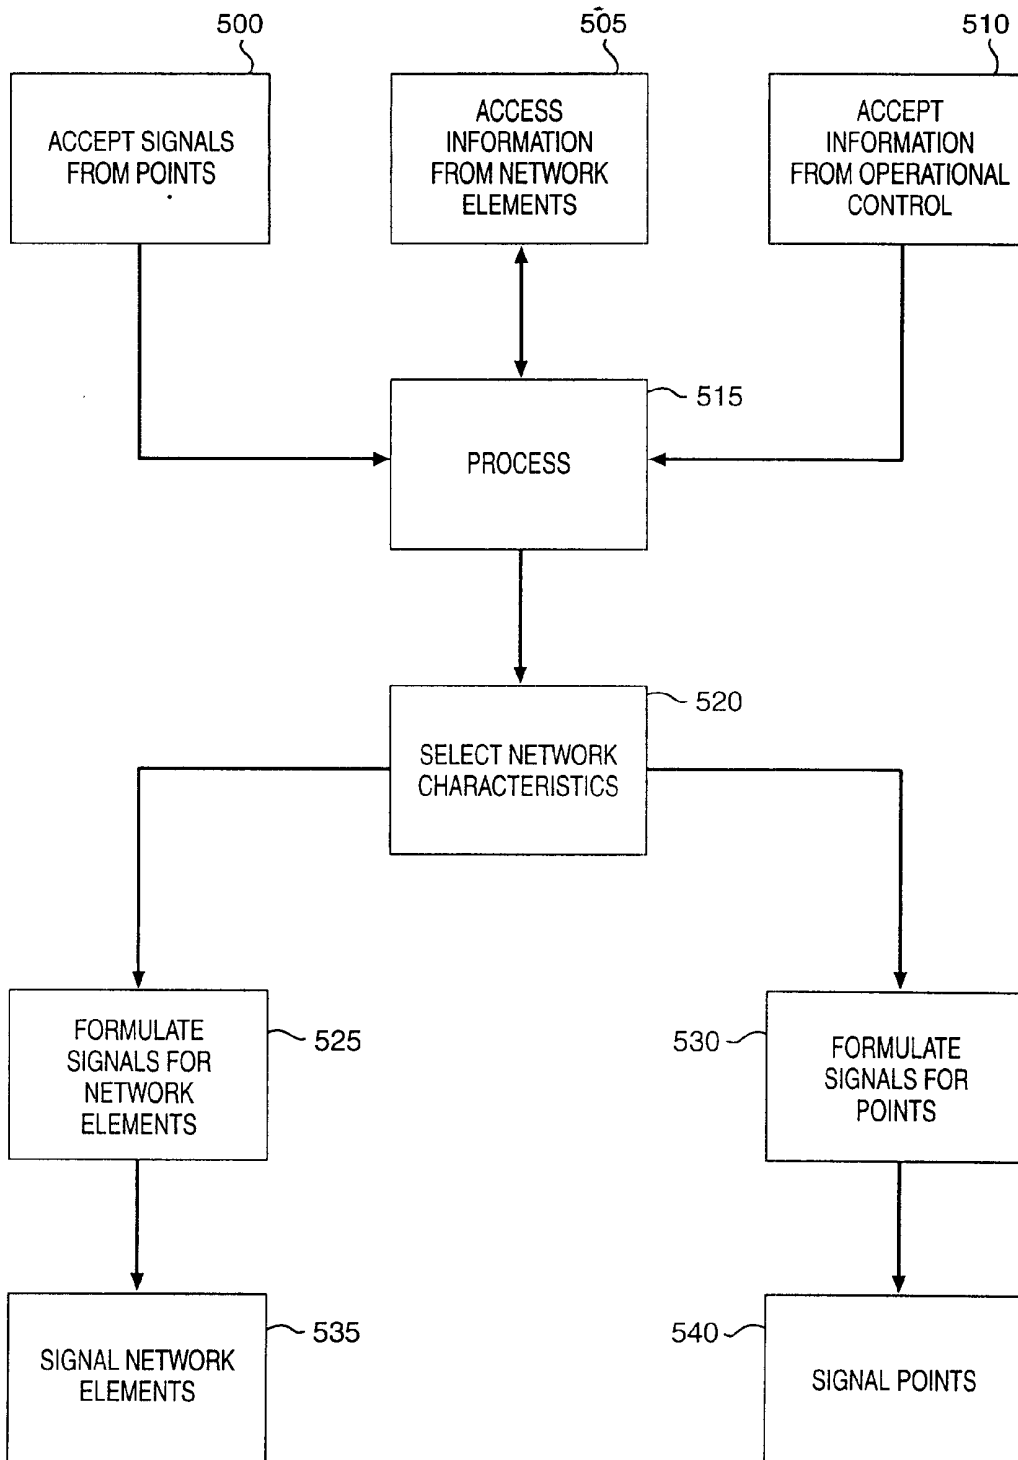 500
505
510
ACCEPT SIGNALS
FROM POINTS
ACCESS
INFORMATION
FROM NETWORK
ELEMENTS
ACCEPT
INFORMATION
FROM OPERATIONAL
CONTROL
515
PROCESS
520
SELECT NETWORK
CHARACTERISTICS
FORMULATE
SIGNALS FOR
NETWORK
ELEMENTS
525
530
FORMULATE
SIGNALS FOR
POINTS
SIGNAL NETWORK
ELEMENTS
535
540
SIGNAL POINTS